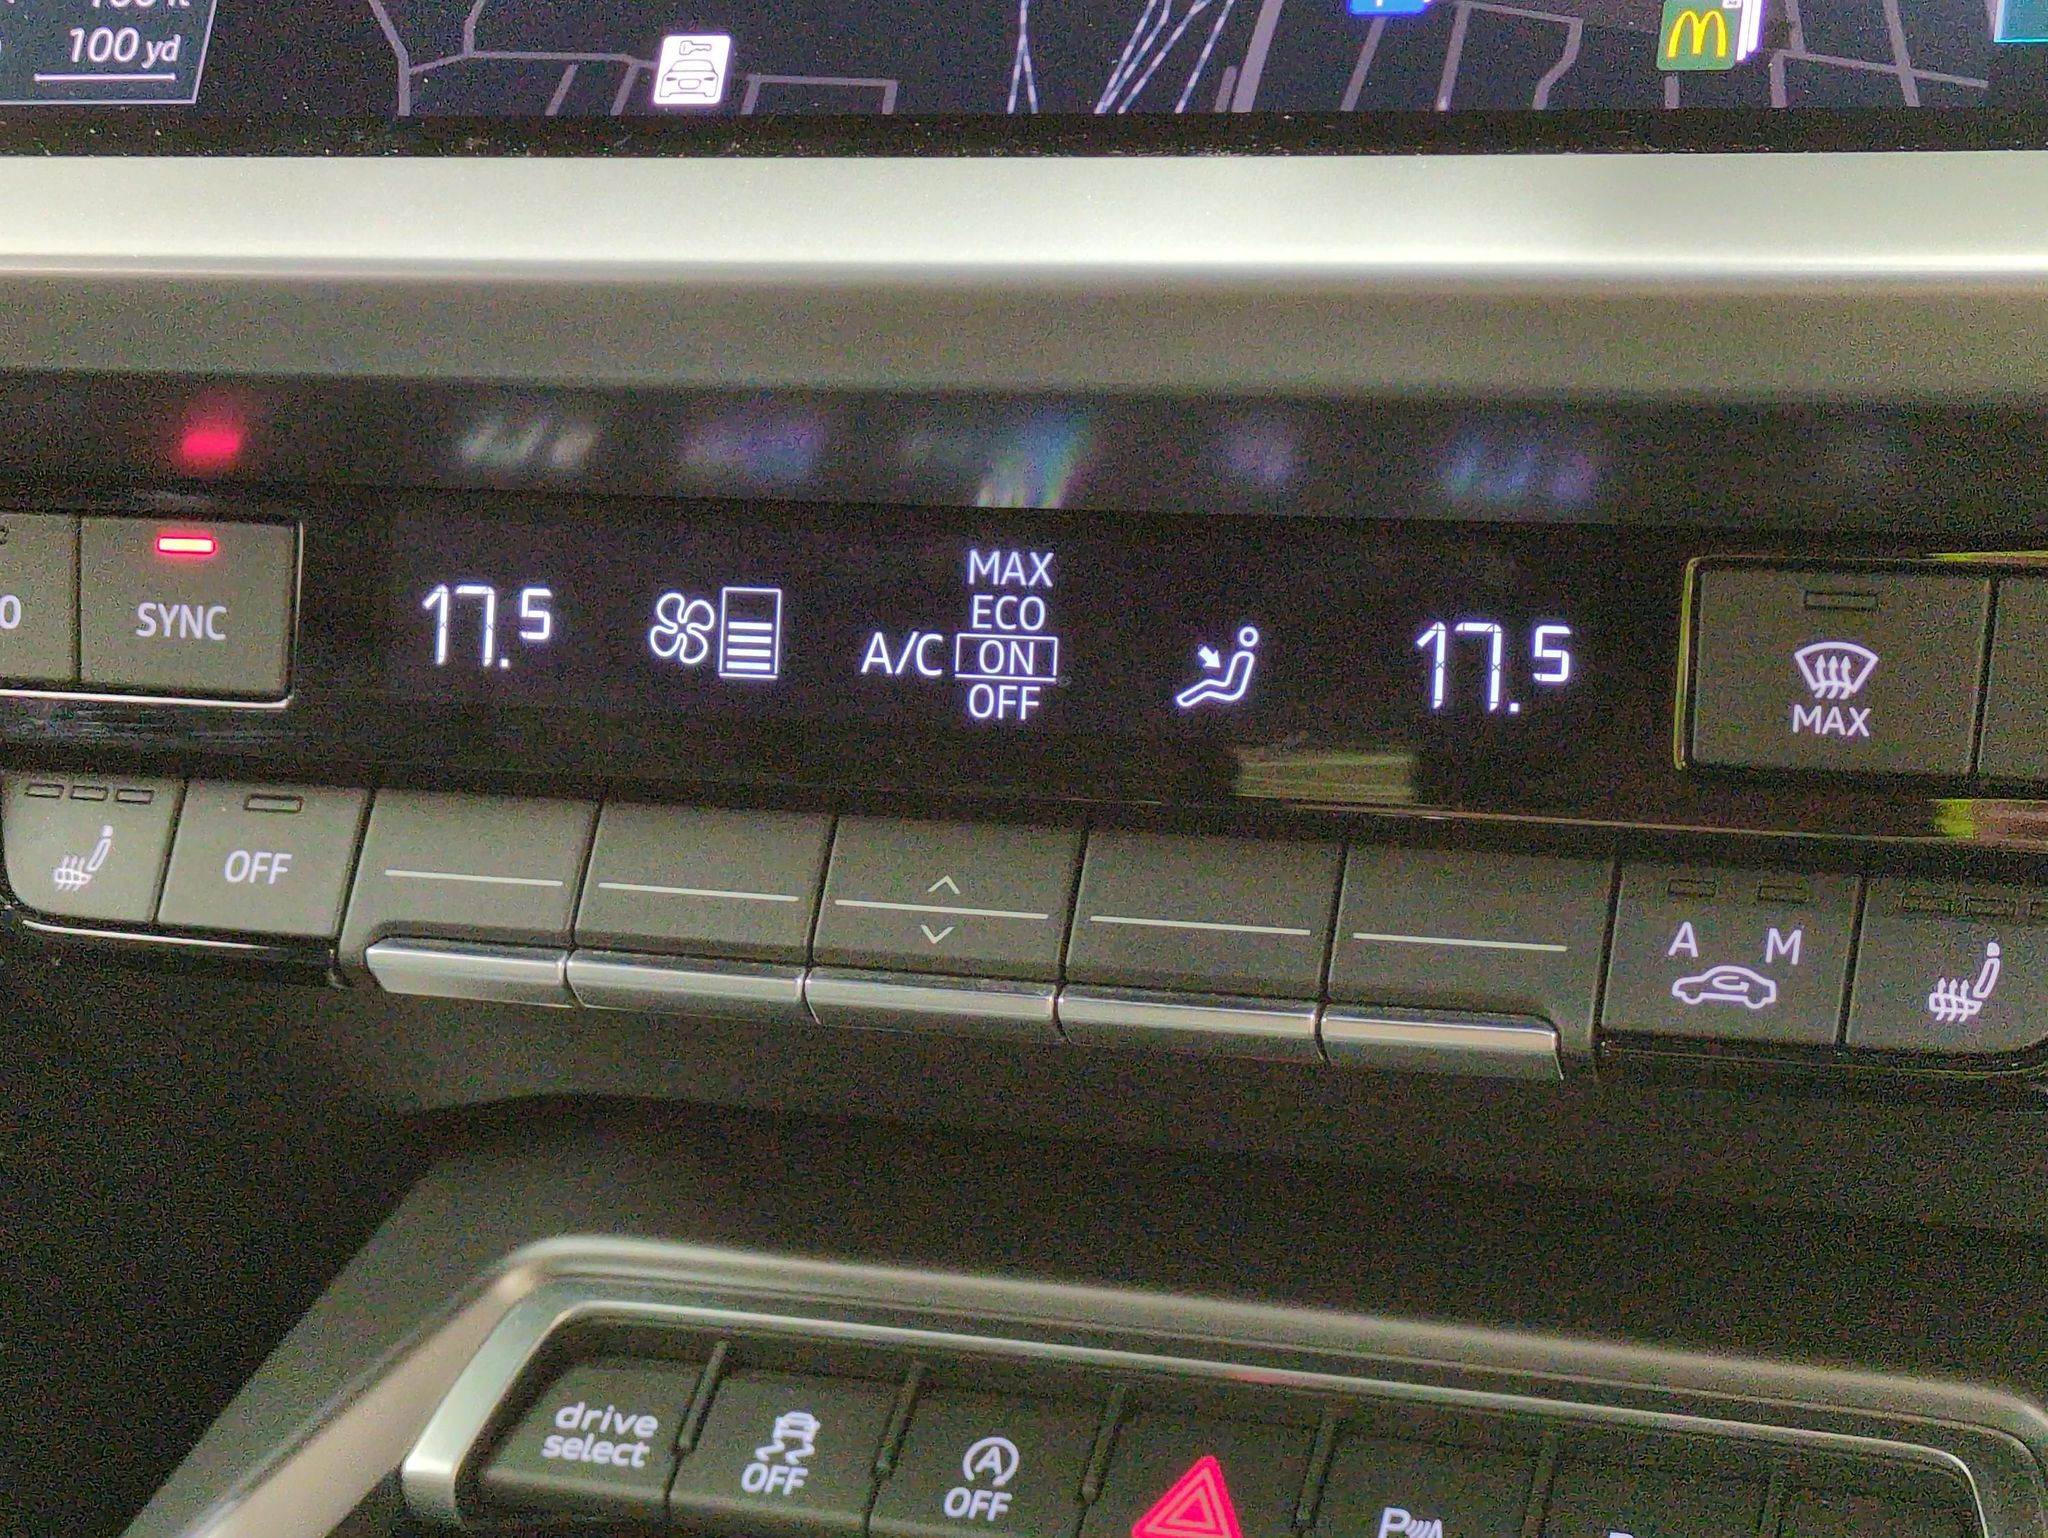 100 yd
SYNC
17.5
A/C
MAX
ECO
ON
OFF
17.5
MAX
OFF
A M
drive
select
OFF
A
OFF
P